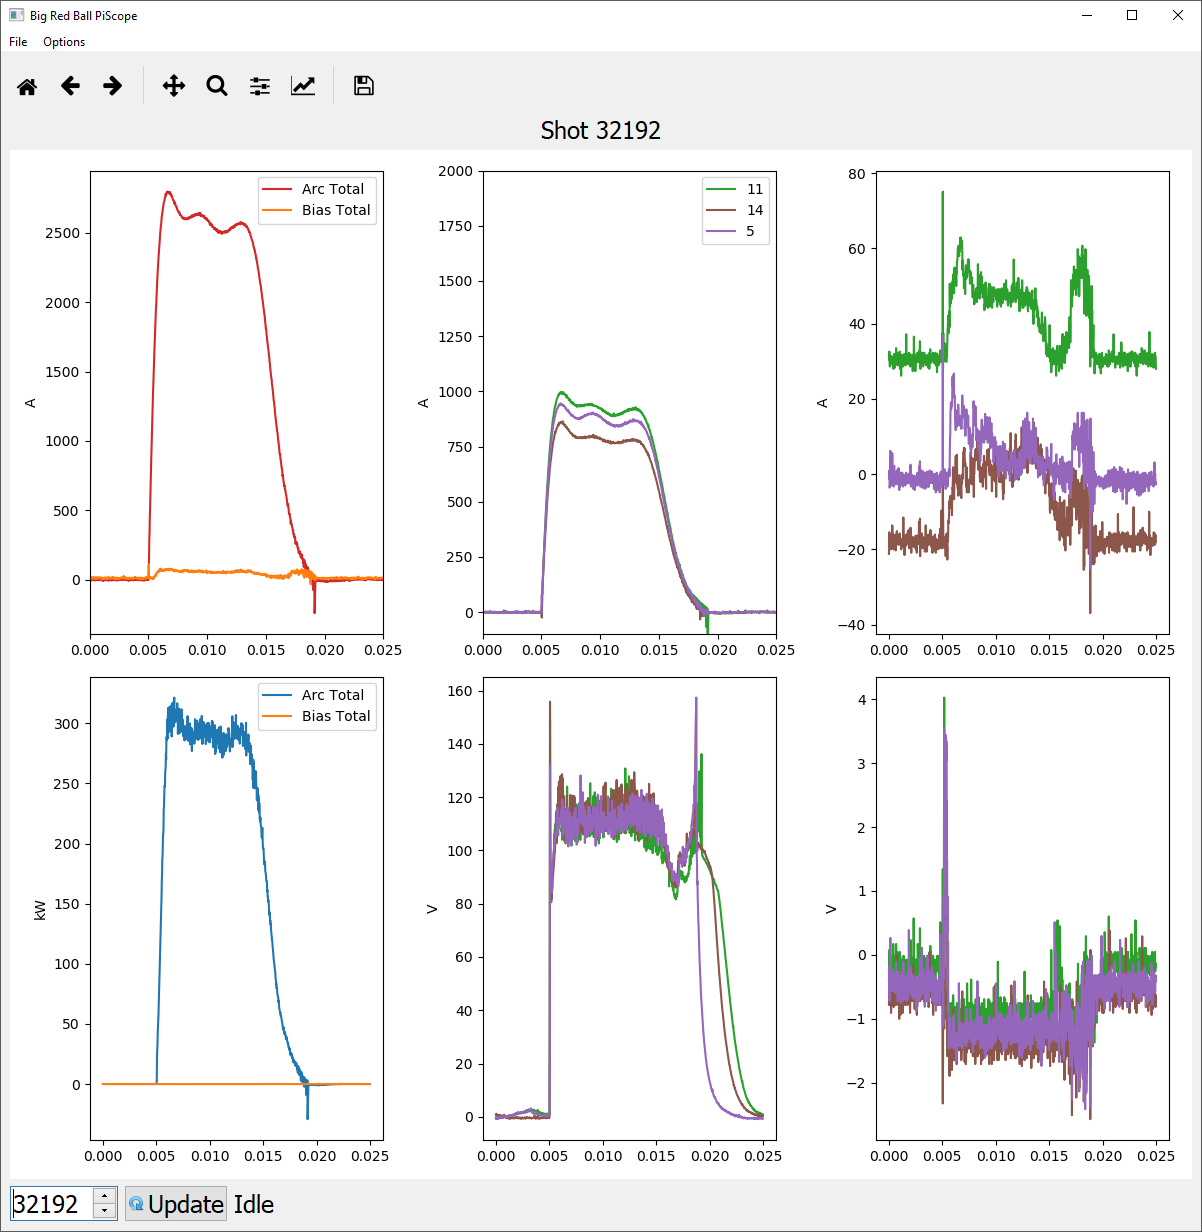 Big Red Ball PiScope
File Options
Shot 32192
Arc Total
Bias Total
2500
2000
1500
1000
500
0
A
0.000 0.005 0.010 0.015 0.020 0.025
11
14
5
2000
1750
1500
1250
1000
750
500
250
0
A
0.000 0.005 0.010 0.015 0.020 0.025
80
60
40
20
0
−20
−40
A
0.000 0.005 0.010 0.015 0.020 0.025
Arc Total
Bias Total
300
250
200
150
100
50
0
kW
0.000 0.005 0.010 0.015 0.020 0.025
160
140
120
100
80
60
40
20
0
V
0.000 0.005 0.010 0.015 0.020 0.025
4
3
2
1
0
−1
−2
V
0.000 0.005 0.010 0.015 0.020 0.025
32192 Update Idle